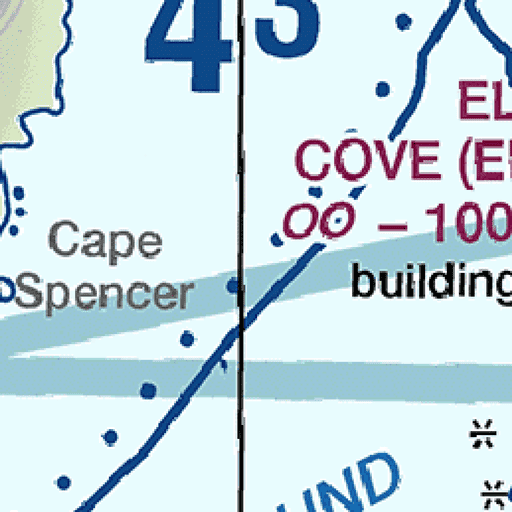 4³
EL
COVE (E
OO – 100
Cape
Spencer
building
UND